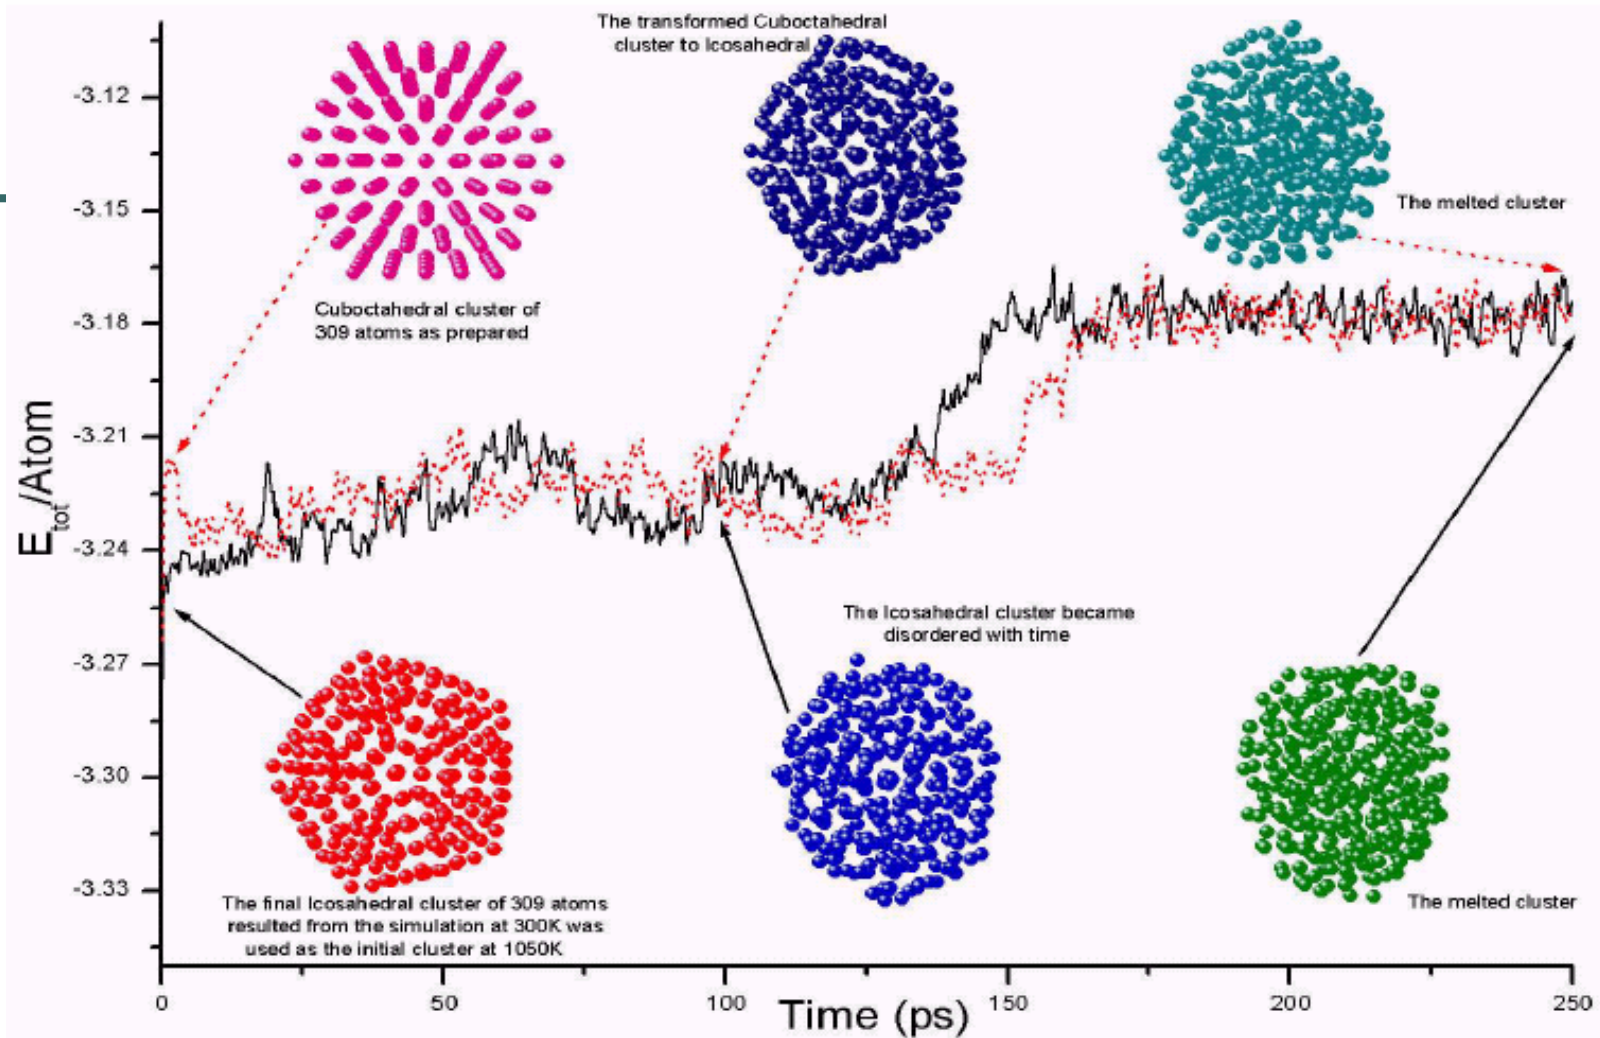 The transformed Cuboctahedral
cluster to Icosahedral
-3.12
-3.15
The melted cluster
Cuboctahedral cluster of
309 atoms as prepared
-3.18
-3.21
E_tot/Atom
-3.24
The Icosahedral cluster became
disordered with time
-3.27
-3.30
-3.33
The final Icosahedral cluster of 309 atoms
resulted from the simulation at 300K was
used as the initial cluster at 1050K
The melted cluster
0 50 100 150 200 250
Time (ps)